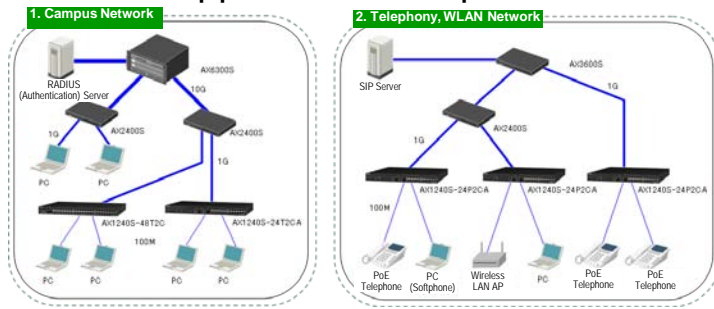 1. Campus Network
AX6300S
RADIUS
(Authentication) Server
10G
AX2400S
1G
AX2400S
PC
PC
1G
AX1240S-48T2C
AX1240S-24T2CA
100M
PC
PC
PC
PC
2. Telephony, WLAN Network
AX3600S
SIP Server
1G
AX2400S
1G
AX1240S-24P2CA
AX1240S-24P2CA
AX1240S-24P2CA
100M
PoE
Telephone
PC
(Softphone)
Wireless
LAN AP
PC
PoE
Telephone
PoE
Telephone